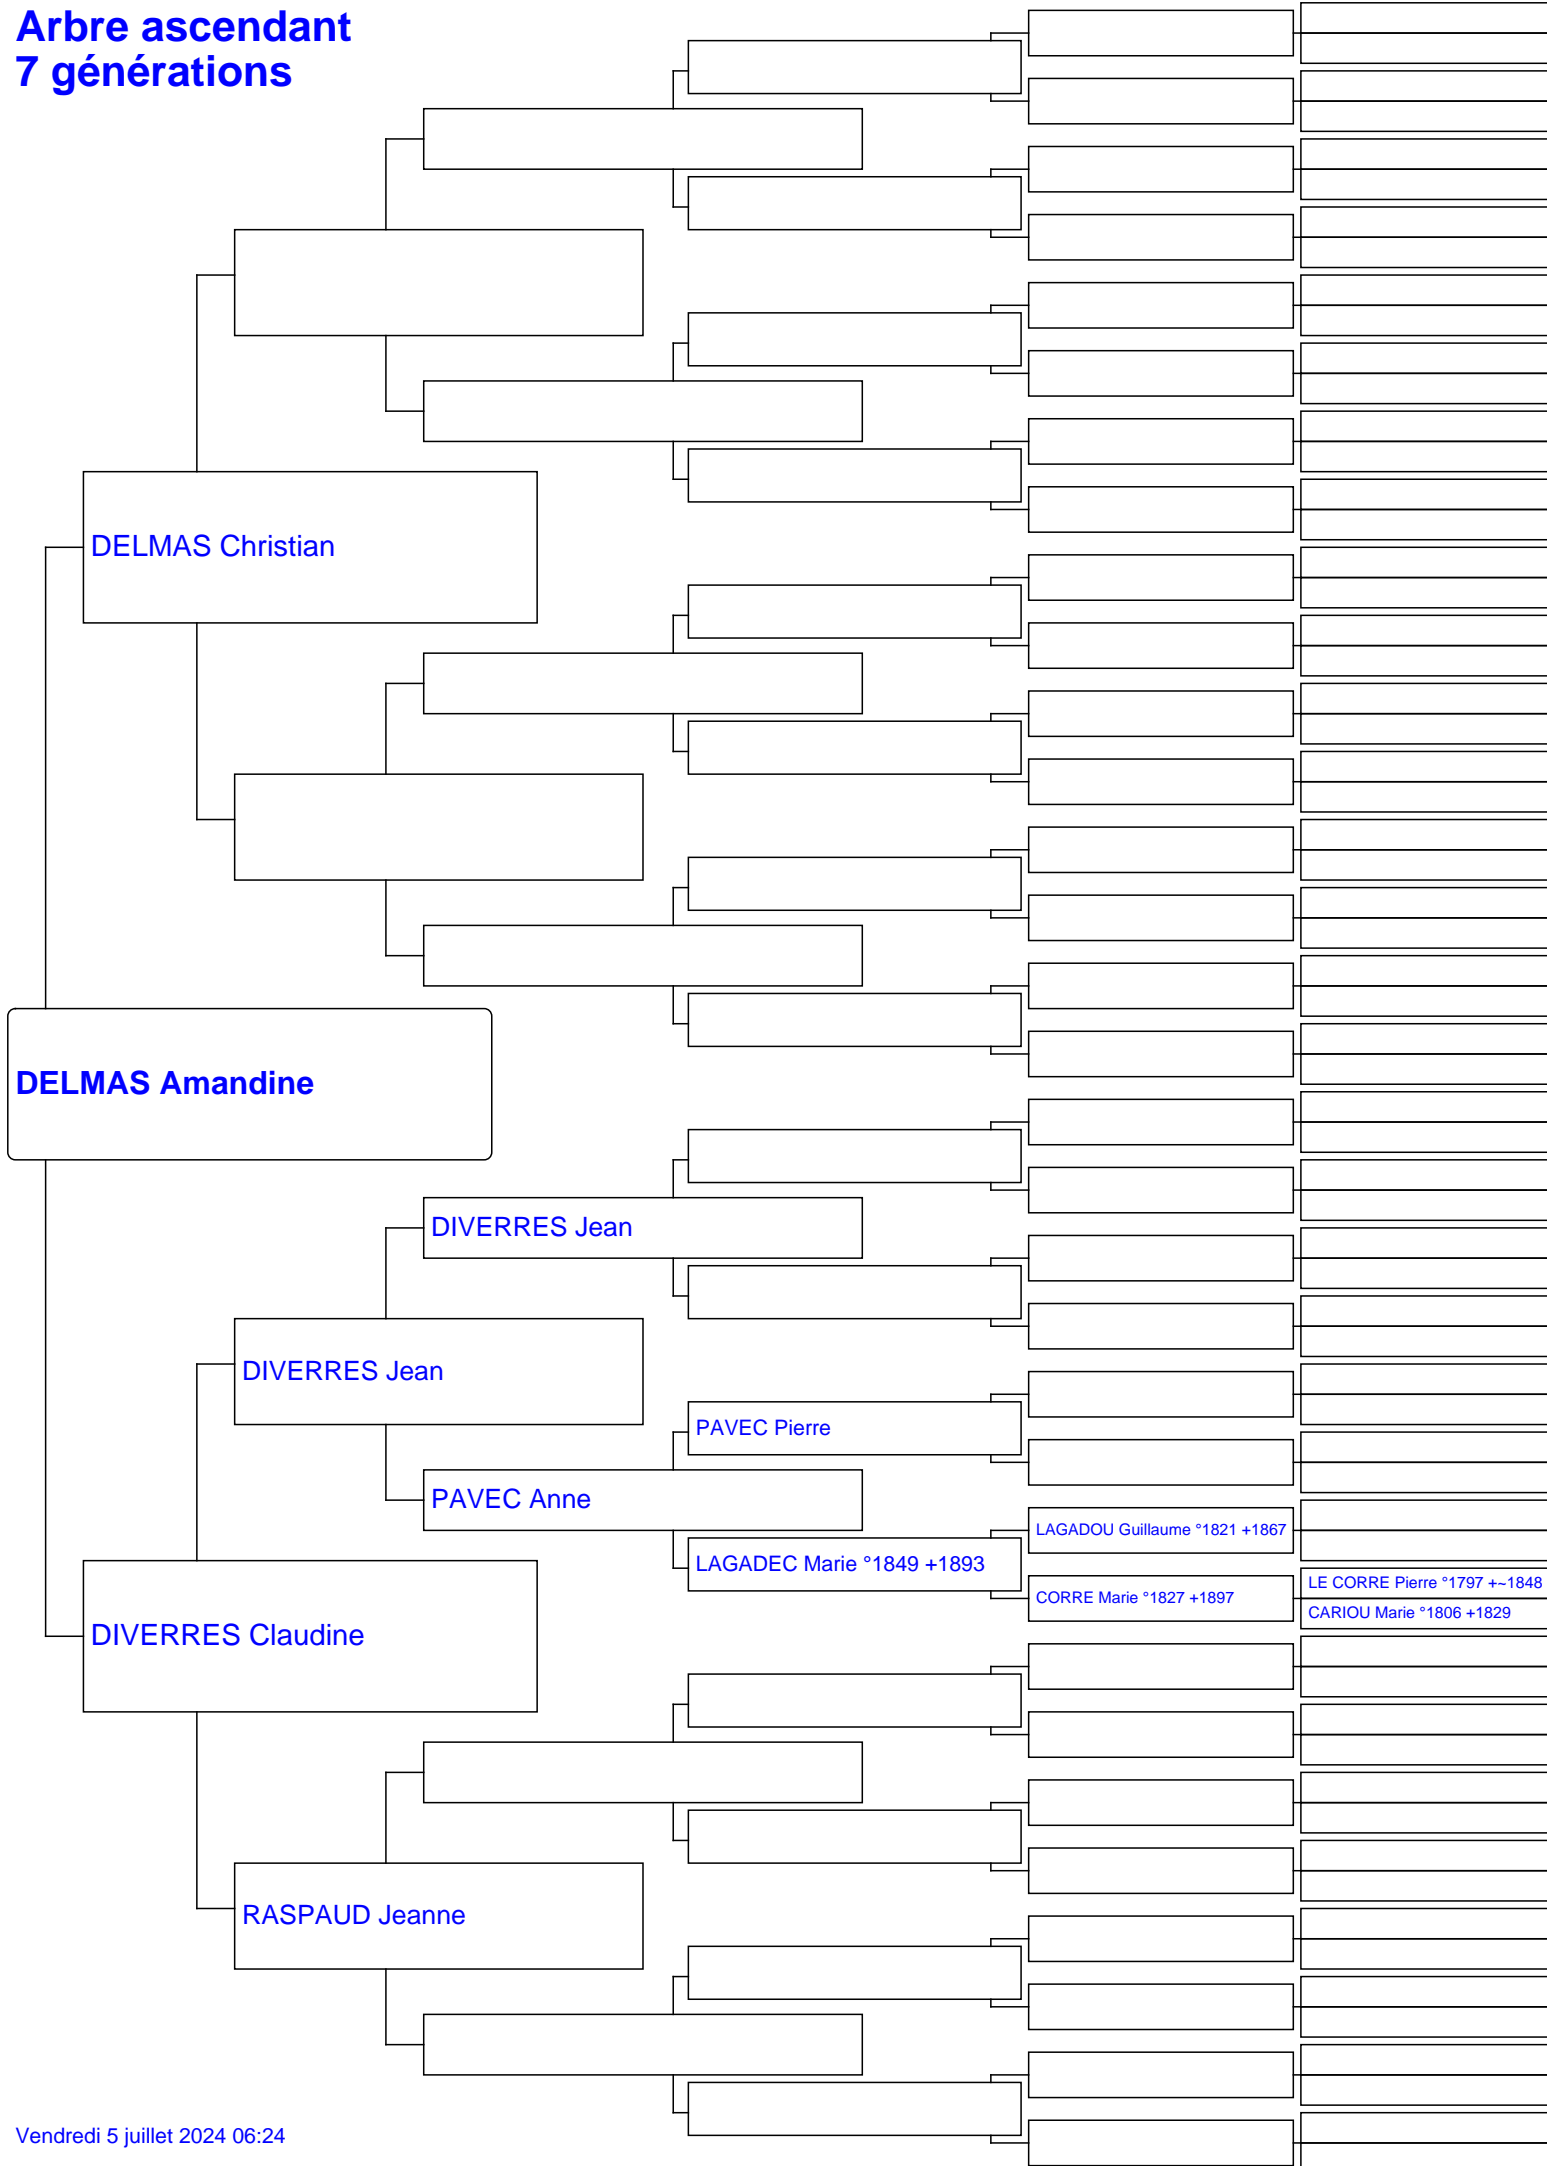 Arbre ascendant
7 générations
DELMAS Christian
DELMAS Amandine
DIVERRES Jean
DIVERRES Jean
PAVEC Pierre
PAVEC Anne
LAGADOU Guillaume °1821 +1867
LAGADEC Marie °1849 +1893
LE CORRE Pierre °1797 +~1848
CORRE Marie °1827 +1897
CARIOU Marie °1806 +1829
DIVERRES Claudine
RASPAUD Jeanne
Vendredi 5 juillet 2024 06:24